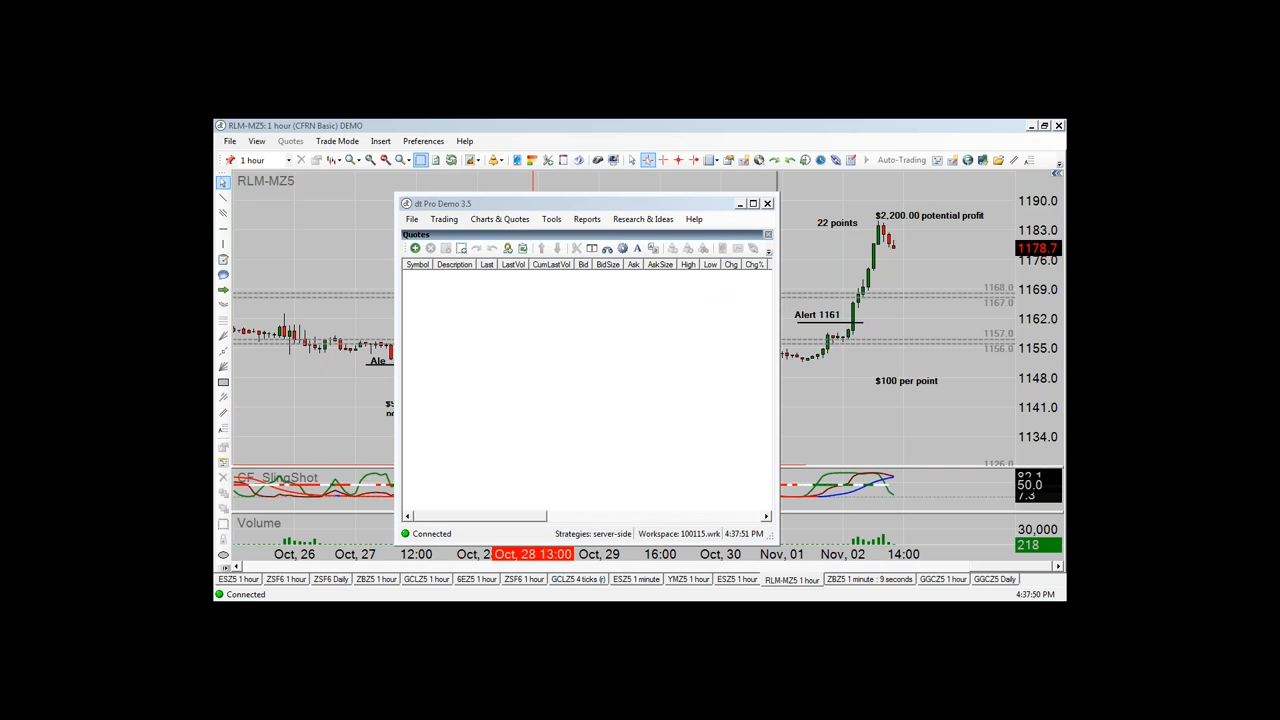 RLM-MZ5: 1 hour (CFRN Basic) DEMO
File View Quotes Trade Mode Insert Preferences Help
1 hour Auto-Trading
RLM-MZ5
1190.0
22 points $2,200.00 potential profit
1183.0
1178.7
1176.0
1169.0
1168.0
1167.0
Alert 1161
1162.0
1157.0
1156.0
1155.0
Ale
1148.0
$100 per point
1141.0
1134.0
1126.0
dt Pro Demo 3.5
File Trading Charts & Quotes Tools Reports Research & Ideas Help
Quotes
Symbol Description Last LastVol CumLastVol Bid BidSize Ask AskSize High Low Chg Chg%
Connected Strategies: server-side Workspace: 100115.wrk 4:37:51 PM
CF_SlingShot
50.0
7.3
Volume
30,000
218
Oct, 26 Oct, 27 12:00 Oct, 2 Oct, 28 13:00 Oct, 29 16:00 Oct, 30 Nov, 01 Nov, 02 14:00
ESZ5 1 hour ZSF6 1 hour ZSF6 Daily ZBZ5 1 hour GCLZ5 1 hour 6EZ5 1 hour ZSF6 1 hour GCLZ5 4 ticks (r) ESZ5 1 minute YMZ5 1 hour ESZ5 1 hour RLM-MZ5 1 hour ZBZ5 1 minute : 9 seconds GGCZ5 1 hour GGCZ5 Daily
Connected 4:37:50 PM